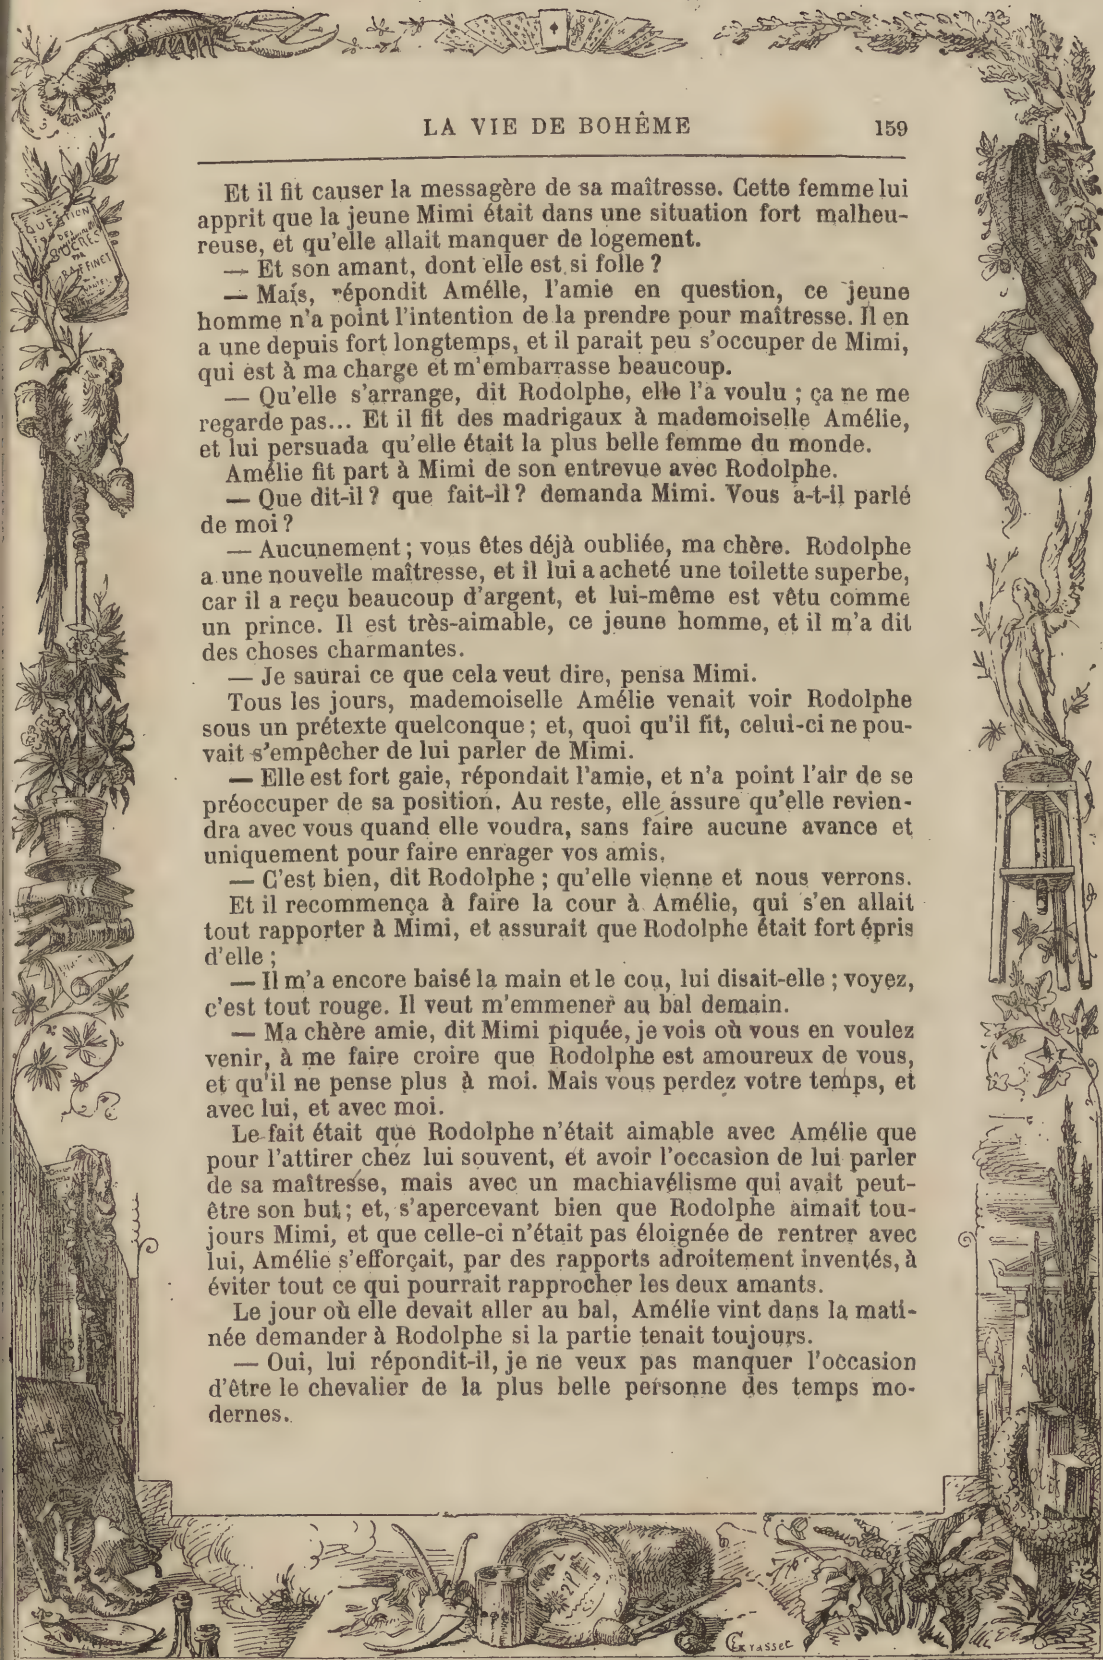 LA VIE DE BOHÊME 159
Et il fit causer la messagère de sa maîtresse. Cette femme lui
apprit que la jeune Mimi était dans une situation fort malheu-
reuse, et qu'elle allait manquer de logement.
— Et son amant, dont elle est si folle ?
— Mais, répondit Amélle, l'amie en question, ce jeune
homme n'a point l'intention de la prendre pour maîtresse. Il en
a une depuis fort longtemps, et il parait peu s'occuper de Mimi,
qui est à ma charge et m'embarrasse beaucoup.
— Qu'elle s'arrange, dit Rodolphe, elle l'a voulu ; ça ne me
regarde pas... Et il fit des madrigaux à mademoiselle Amélie,
et lui persuada qu'elle était la plus belle femme du monde.
Amélie fit part à Mimi de son entrevue avec Rodolphe.
— Que dit-il ? que fait-il ? demanda Mimi. Vous a-t-il parlé
de moi ?
— Aucunement ; vous êtes déjà oubliée, ma chère. Rodolphe
a une nouvelle maîtresse, et il lui a acheté une toilette superbe,
car il a reçu beaucoup d'argent, et lui-même est vêtu comme
un prince. Il est très-aimable, ce jeune homme, et il m'a dit
des choses charmantes.
— Je saurai ce que cela veut dire, pensa Mimi.
Tous les jours, mademoiselle Amélie venait voir Rodolphe
sous un prétexte quelconque ; et, quoi qu'il fit, celui-ci ne pou-
vait s'empêcher de lui parler de Mimi.
— Elle est fort gaie, répondait l'amie, et n'a point l'air de se
préoccuper de sa position. Au reste, elle assure qu'elle revien-
dra avec vous quand elle voudra, sans faire aucune avance et
uniquement pour faire enrager vos amis.
— C'est bien, dit Rodolphe ; qu'elle vienne et nous verrons.
Et il recommença à faire la cour à Amélie, qui s'en allait
tout rapporter à Mimi, et assurait que Rodolphe était fort épris
d'elle ;
— Il m'a encore baisé la main et le cou, lui disait-elle ; voyez,
c'est tout rouge. Il veut m'emmener au bal demain.
— Ma chère amie, dit Mimi piquée, je vois où vous en voulez
venir, à me faire croire que Rodolphe est amoureux de vous,
et qu'il ne pense plus à moi. Mais vous perdez votre temps, et
avec lui, et avec moi.
Le fait était que Rodolphe n'était aimable avec Amélie que
pour l'attirer chez lui souvent, et avoir l'occasion de lui parler
de sa maîtresse, mais avec un machiavélisme qui avait peut-
être son but ; et, s'apercevant bien que Rodolphe aimait tou-
jours Mimi, et que celle-ci n'était pas éloignée de rentrer avec
lui, Amélie s'efforçait, par des rapports adroitement inventés, à
éviter tout ce qui pourrait rapprocher les deux amants.
Le jour où elle devait aller au bal, Amélie vint dans la mati-
née demander à Rodolphe si la partie tenait toujours.
— Oui, lui répondit-il, je ne veux pas manquer l'occasion
d'être le chevalier de la plus belle personne des temps mo-
dernes.
QUESTION
DES
SUCRES
PAR
RAFFINET
EGrasset